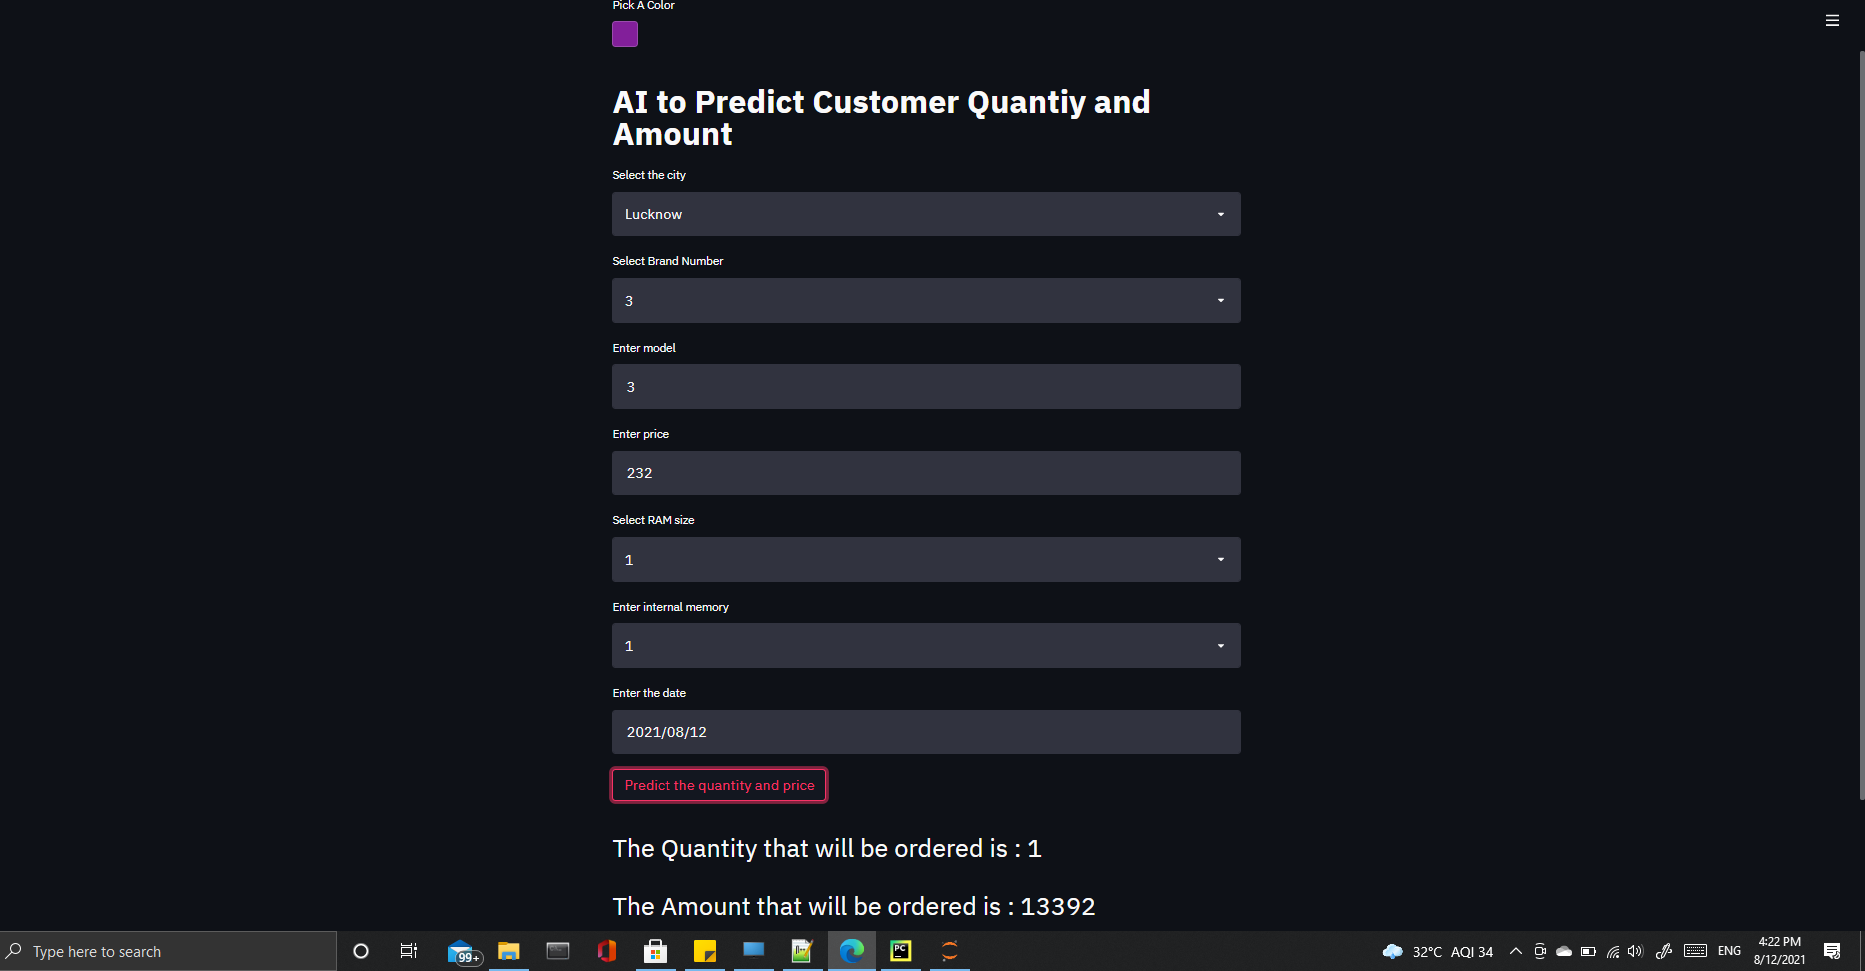 Pick A Color
AI to Predict Customer Quantiy and
Amount
Select the city
Lucknow
Select Brand Number
3
Enter model
3
Enter price
232
Select RAM size
1
Enter internal memory
1
Enter the date
2021/08/12
Predict the quantity and price
The Quantity that will be ordered is : 1
The Amount that will be ordered is : 13392
Type here to search
99+
PC
32°C AQI 34
ENG
4:22 PM
8/12/2021